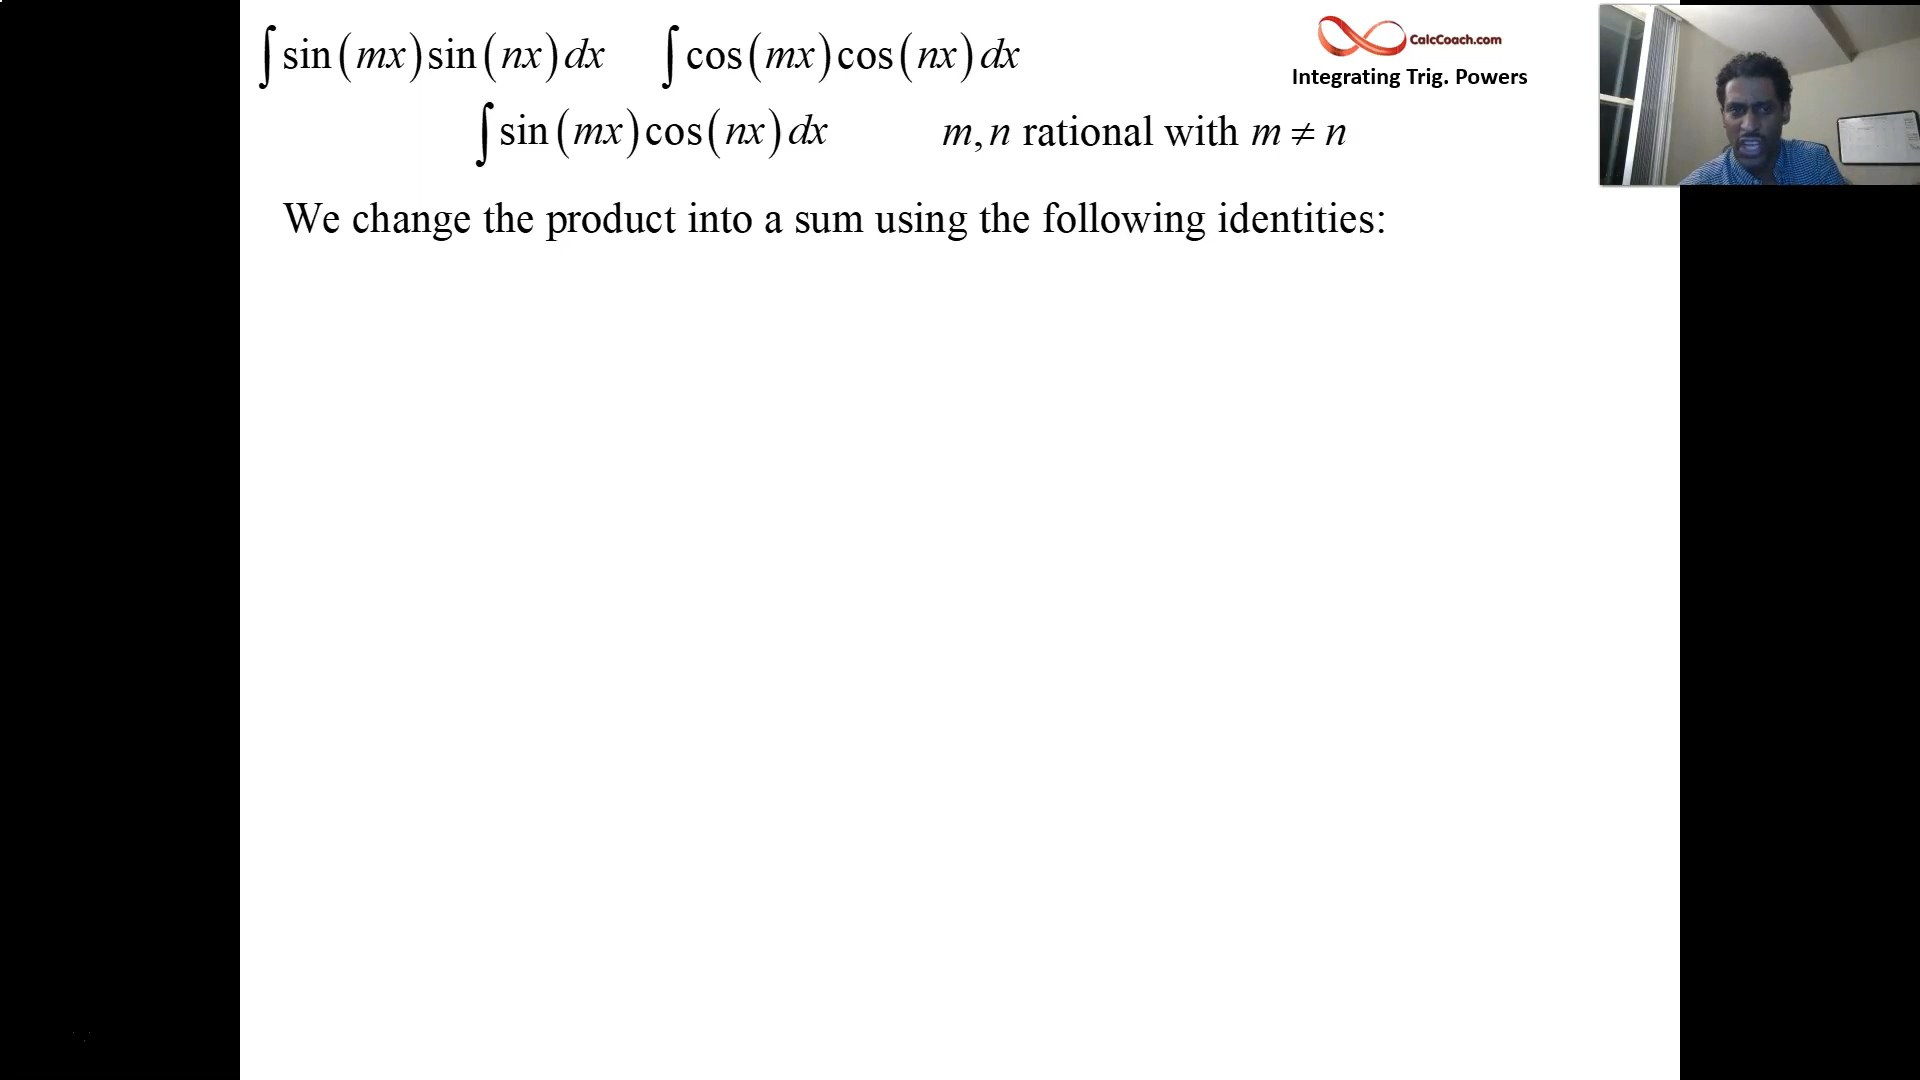 ∫sin(mx)sin(nx)dx ∫cos(mx)cos(nx)dx
∫sin(mx)cos(nx)dx m,n rational with m ≠ n
CalcCoach.com
Integrating Trig. Powers
We change the product into a sum using the following identities: